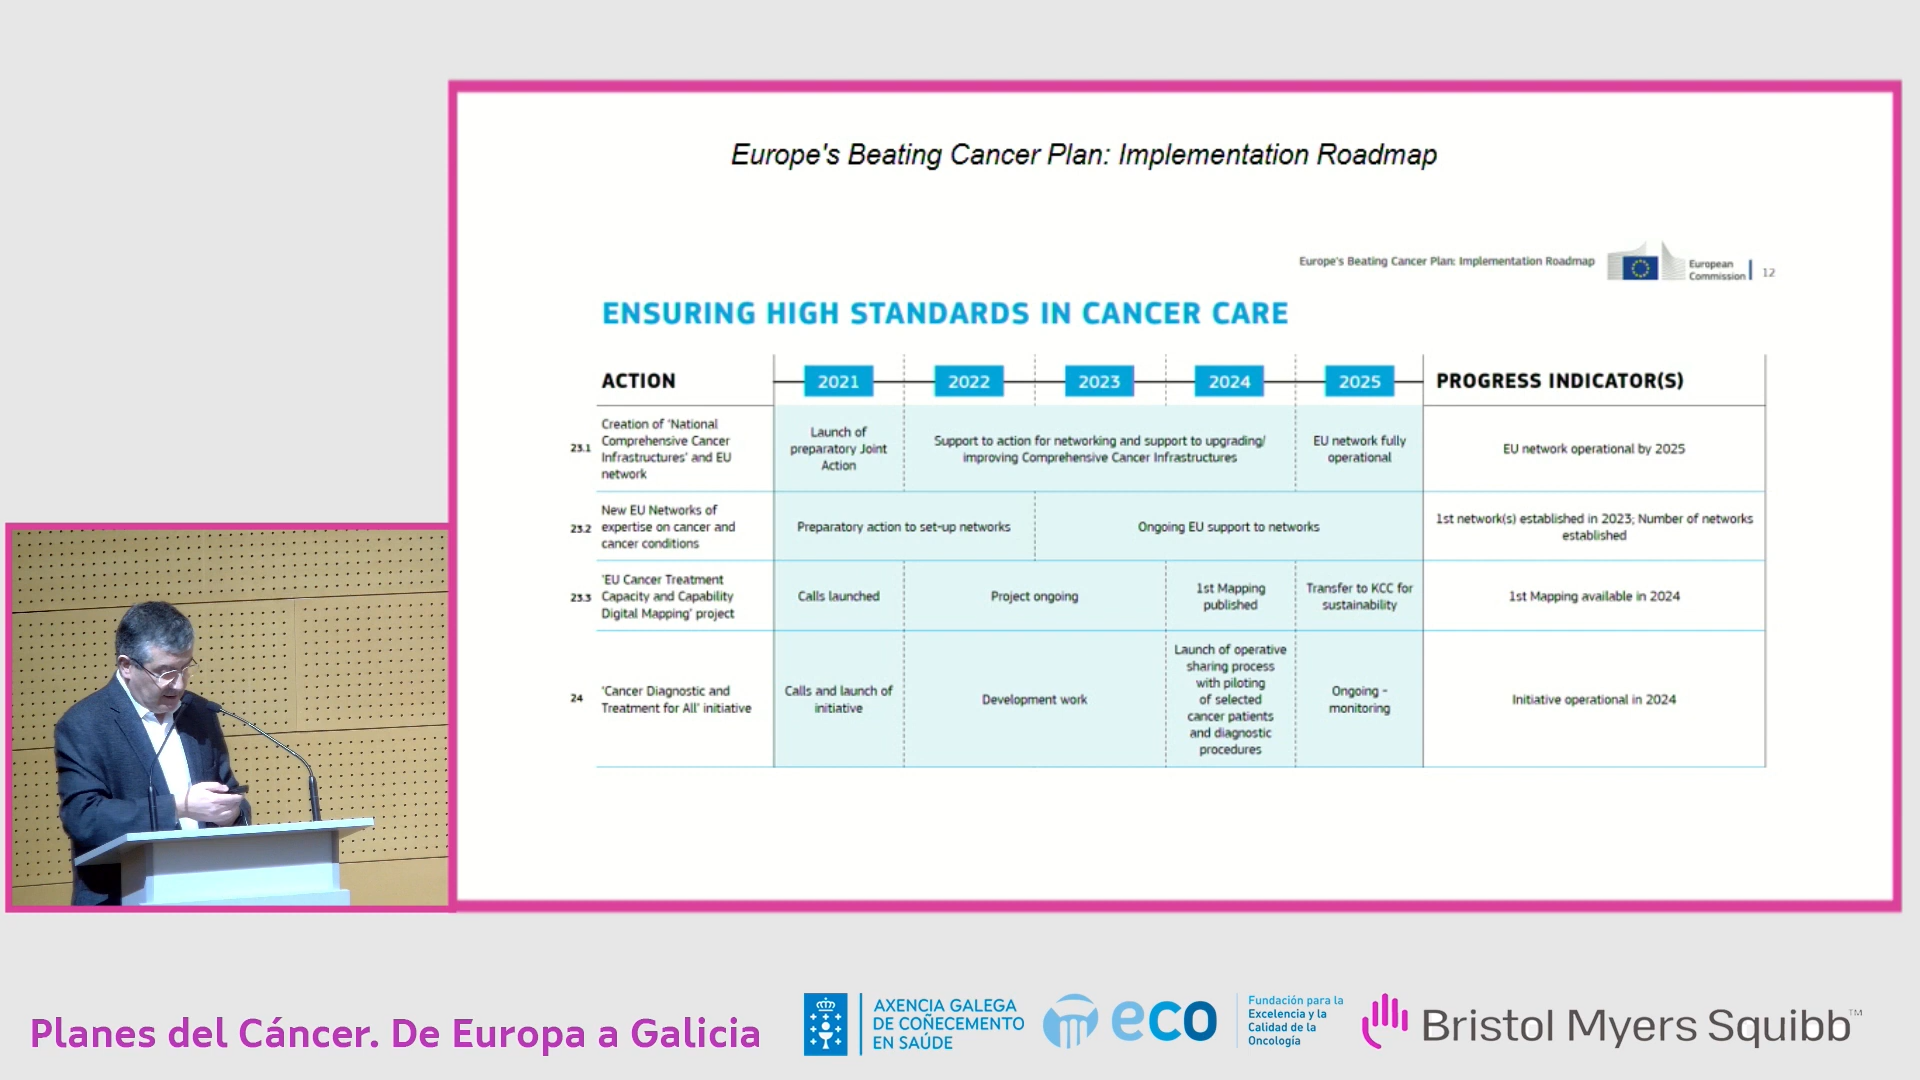 Europe's Beating Cancer Plan: Implementation Roadmap
Europe's Beating Cancer Plan: Implementation Roadmap
European
Commission
12
ENSURING HIGH STANDARDS IN CANCER CARE
ACTION
2021
2022
2023
2024
2025
PROGRESS INDICATOR(S)
23.1
Creation of 'National
Comprehensive Cancer
Infrastructures' and EU
network
Launch of
preparatory Joint
Action
Support to action for networking and support to upgrading/
improving Comprehensive Cancer Infrastructures
EU network fully
operational
EU network operational by 2025
23.2
New EU Networks of
expertise on cancer and
cancer conditions
Preparatory action to set-up networks
Ongoing EU support to networks
1st network(s) established in 2023; Number of networks
established
23.3
'EU Cancer Treatment
Capacity and Capability
Digital Mapping' project
Calls launched
Project ongoing
1st Mapping
published
Transfer to KCC for
sustainability
1st Mapping available in 2024
24
'Cancer Diagnostic and
Treatment for All' initiative
Calls and launch of
initiative
Development work
Launch of operative
sharing process
with piloting
of selected
cancer patients
and diagnostic
procedures
Ongoing -
monitoring
Initiative operational in 2024
Planes del Cáncer. De Europa a Galicia
AXENCIA GALEGA
DE COÑECEMENTO
EN SAÚDE
eco
Fundación para la
Excelencia y la
Calidad de la
Oncología
Bristol Myers Squibb™